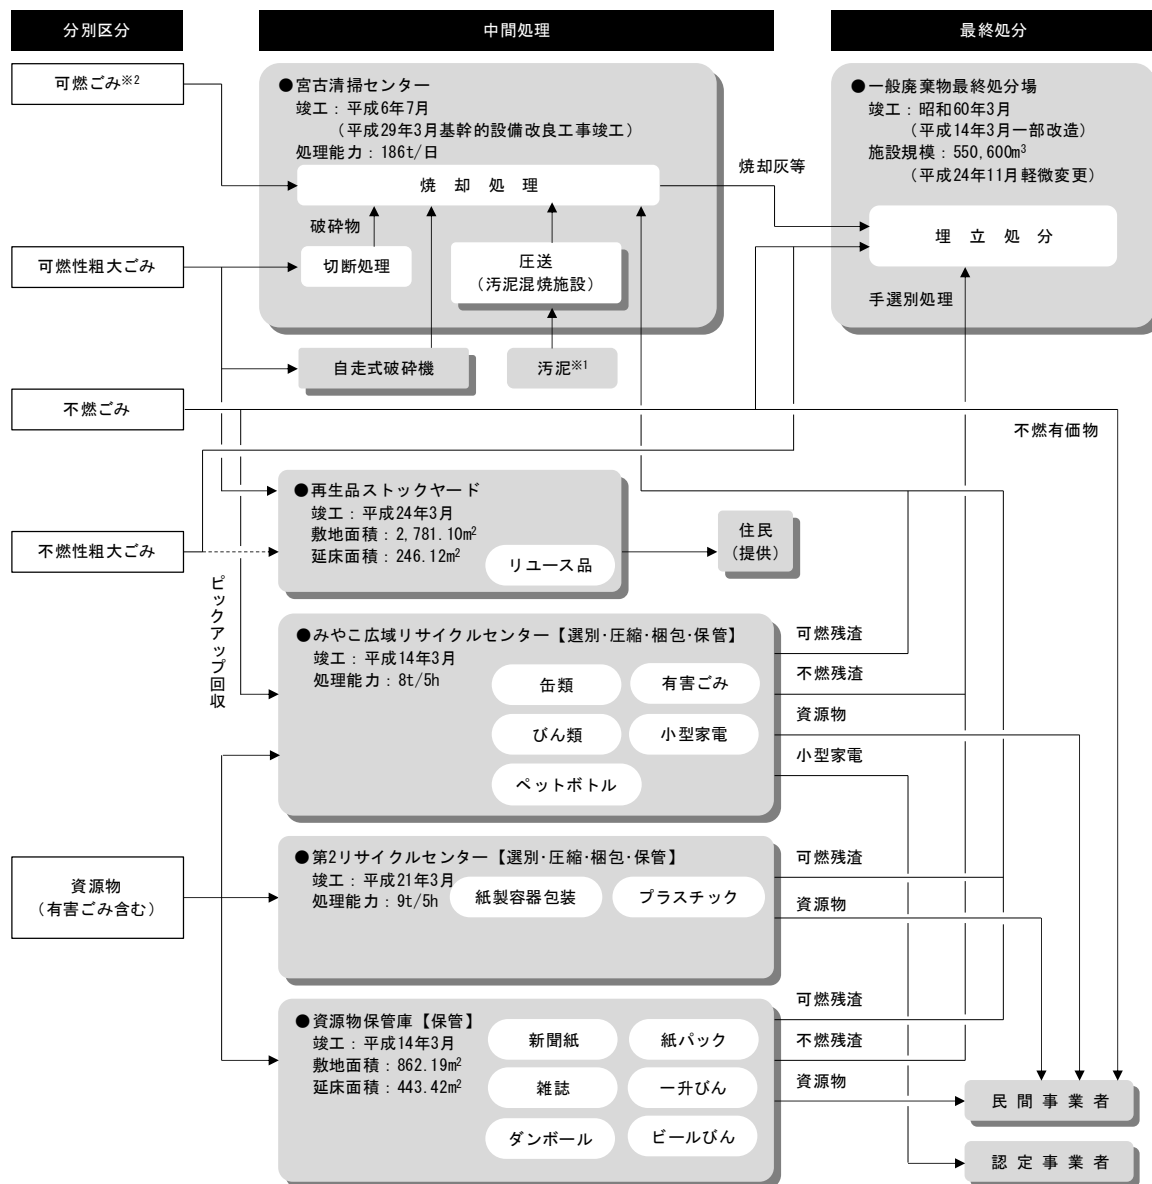 分別区分
中間処理
最終処分
可燃ごみ※2
●宮古清掃センター
竣工：平成6年7月
（平成29年3月基幹的設備改良工事竣工）
処理能力：186t/日
焼却処理
破砕物
切断処理
圧送
（汚泥混焼施設）
焼却灰等
●一般廃棄物最終処分場
竣工：昭和60年3月
（平成14年3月一部改造）
施設規模：550,600m³
（平成24年11月軽微変更）
埋立処分
手選別処理
可燃性粗大ごみ
自走式破砕機
汚泥※1
不燃ごみ
不燃有価物
●再生品ストックヤード
竣工：平成24年3月
敷地面積：2,781.10m²
延床面積：246.12m²
リユース品
住民
（提供）
不燃性粗大ごみ
ピックアップ回収
●みやこ広域リサイクルセンター【選別･圧縮･梱包･保管】
竣工：平成14年3月
処理能力：8t/5h
缶類
有害ごみ
びん類
小型家電
ペットボトル
可燃残渣
不燃残渣
資源物
小型家電
資源物
（有害ごみ含む）
●第2リサイクルセンター【選別･圧縮･梱包･保管】
竣工：平成21年3月
処理能力：9t/5h
紙製容器包装
プラスチック
可燃残渣
資源物
●資源物保管庫【保管】
竣工：平成14年3月
敷地面積：862.19m²
延床面積：443.42m²
新聞紙
紙パック
雑誌
一升びん
ダンボール
ビールびん
可燃残渣
不燃残渣
資源物
民間事業者
認定事業者